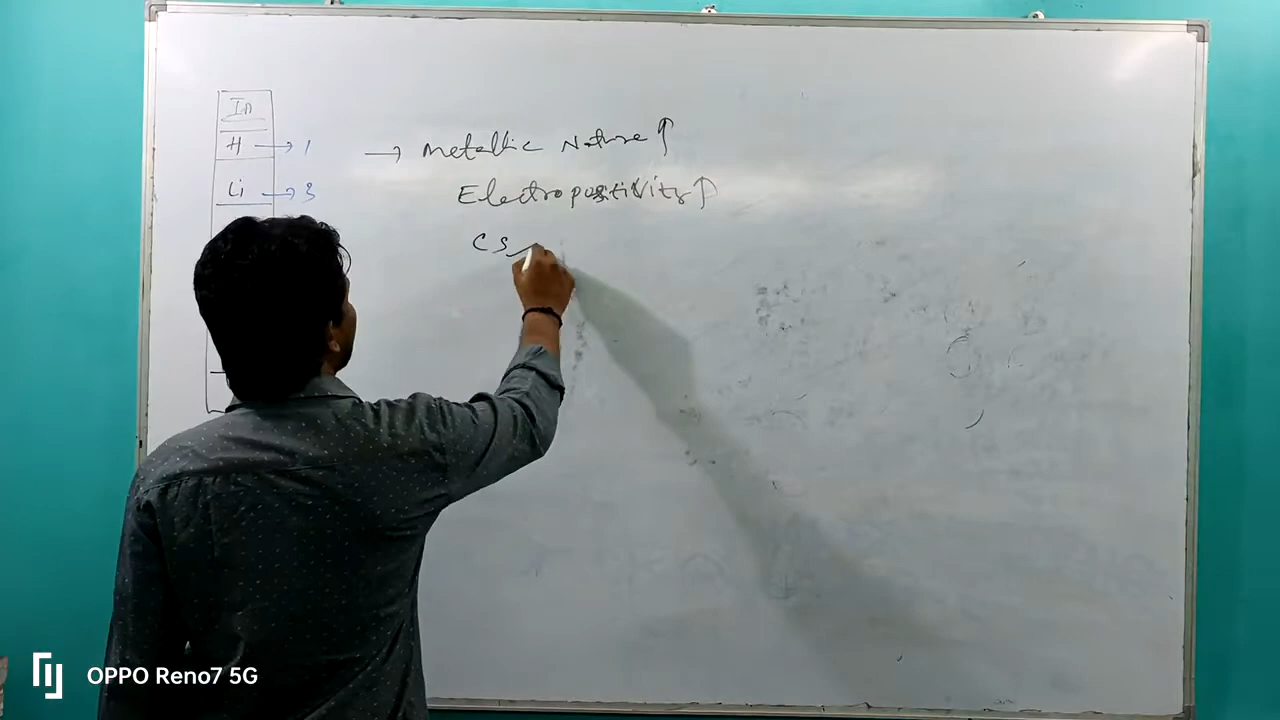 IA
H → 1
Li → 3
→ Metallic Nature ↑
Electropositivity ↑
Cs
OPPO Reno7 5G